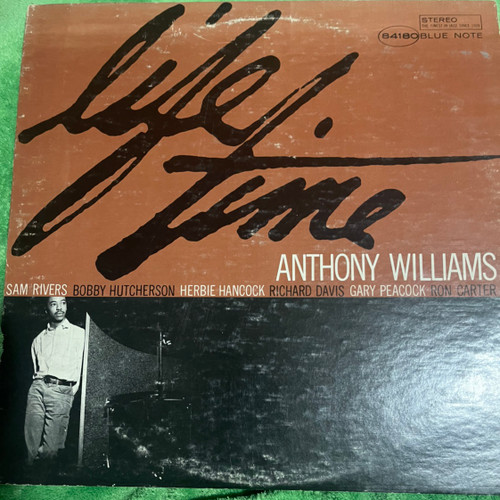 STEREO
84180 BLUE NOTE
life time
ANTHONY WILLIAMS
SAM RIVERS BOBBY HUTCHERSON HERBIE HANCOCK RICHARD DAVIS GARY PEACOCK RON CARTER